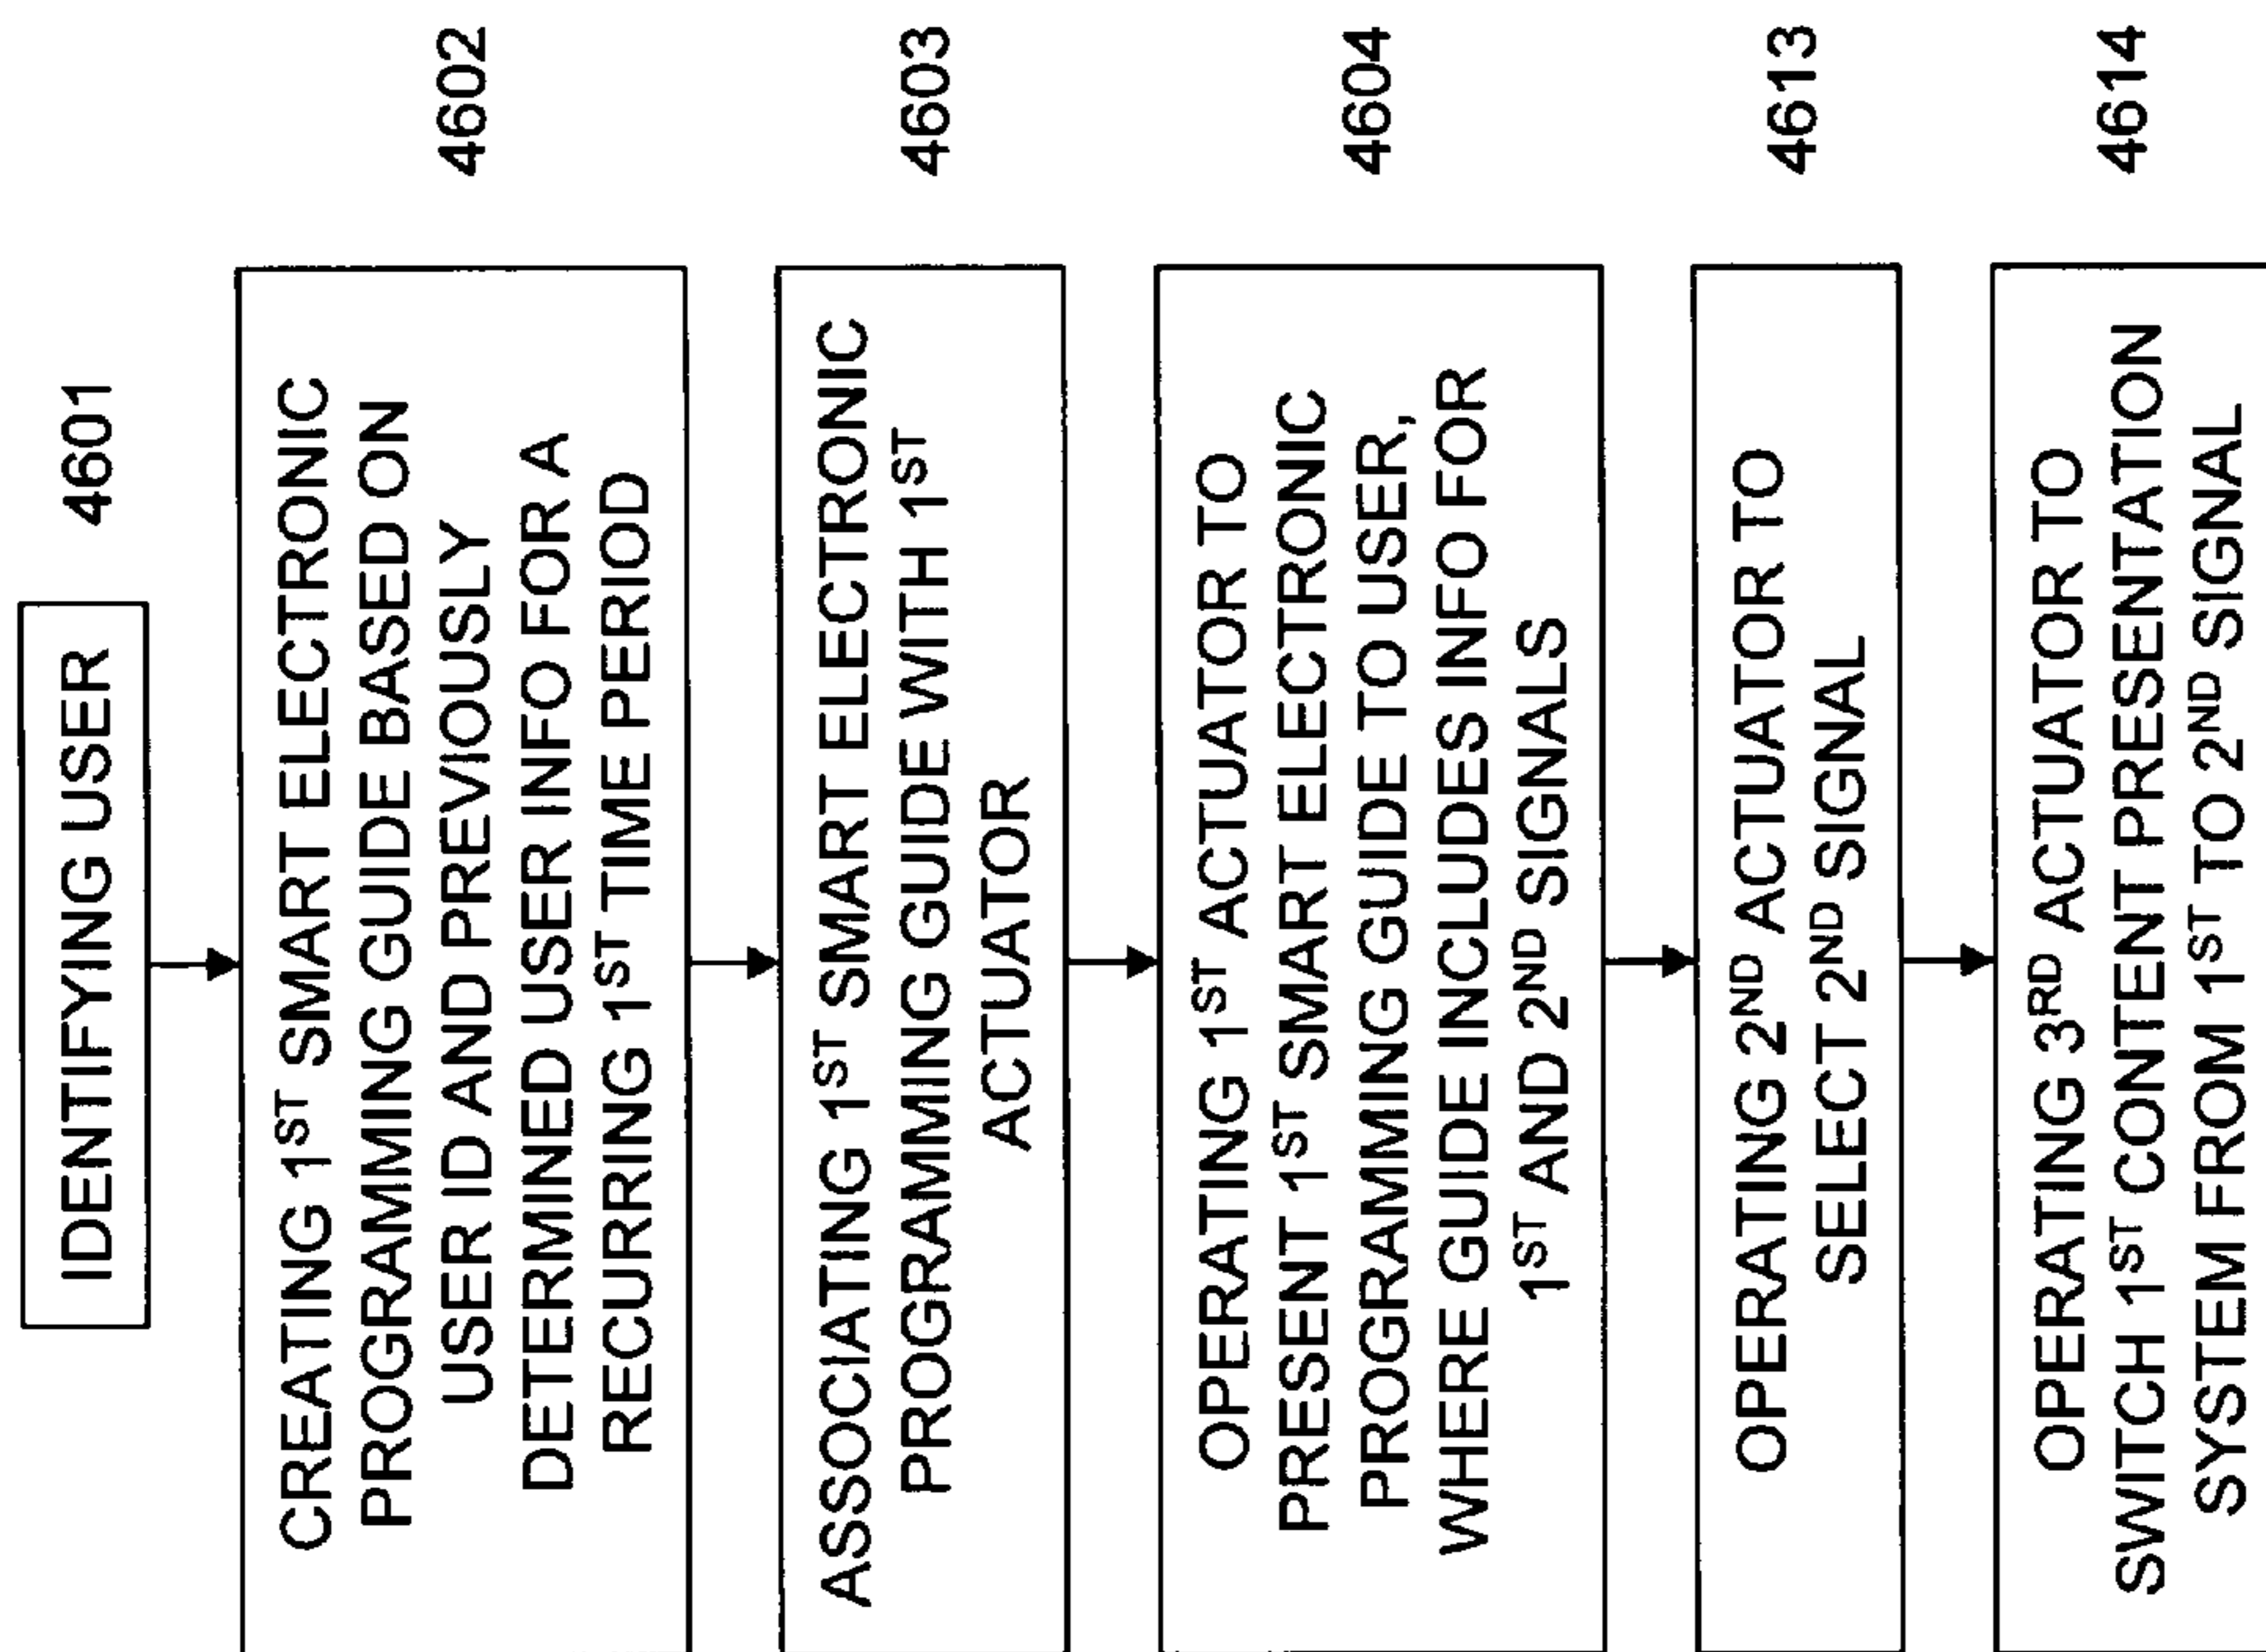 IDENTIFYING USER
4601
CREATING 1ST SMART ELECTRONIC
PROGRAMMING GUIDE BASED ON
USER ID AND PREVIOUSLY
DETERMINED USER INFO FOR A
RECURRING 1ST TIME PERIOD
4602
ASSOCIATING 1ST SMART ELECTRONIC
PROGRAMMING GUIDE WITH 1ST
ACTUATOR
4603
OPERATING 1ST ACTUATOR TO
PRESENT 1ST SMART ELECTRONIC
PROGRAMMING GUIDE TO USER,
WHERE GUIDE INCLUDES INFO FOR
1ST AND 2ND SIGNALS
4604
OPERATING 2ND ACTUATOR TO
SELECT 2ND SIGNAL
4613
OPERATING 3RD ACTUATOR TO
SWITCH 1ST CONTENT PRESENTATION
SYSTEM FROM 1ST TO 2ND SIGNAL
4614